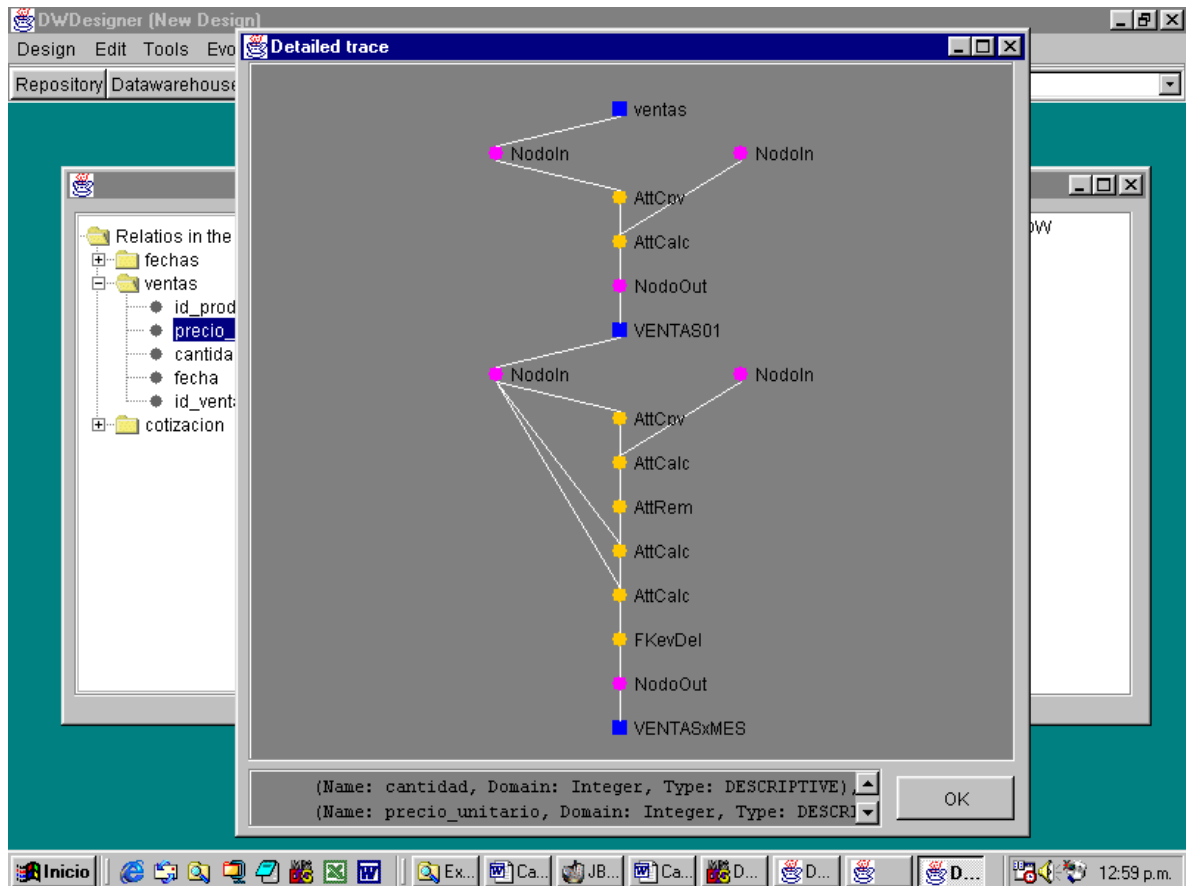 DWDesigner (New Design)
Design Edit Tools Evo
Detailed trace
Repository Datawarehouse
ventas
NodoIn NodoIn
AttCpy
AttCalc
NodoOut
VENTAS01
NodoIn NodoIn
AttCpy
AttCalc
AttRem
AttCalc
AttCalc
FKeyDel
NodoOut
VENTASxMES
Relatios in the
fechas
ventas
id_prod
precio_
cantida
fecha
id_vent
cotizacion
(Name: cantidad, Domain: Integer, Type: DESCRIPTIVE),
(Name: precio_unitario, Domain: Integer, Type: DESCRI
OK
Inicio Ex... Ca... JB... Ca... D... D... D... 12:59 p.m.